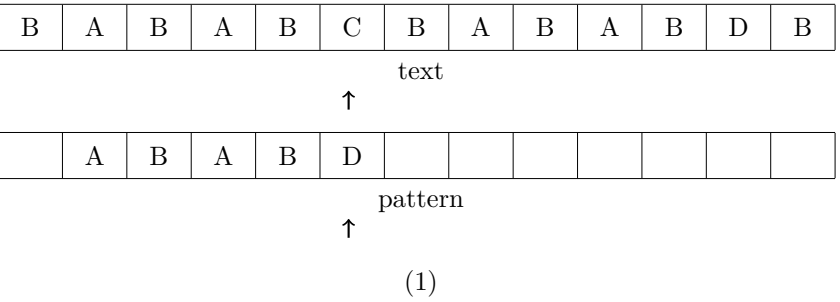 B A B A B C B A B A B D B
text
↑
A B A B D
pattern
↑
(1)